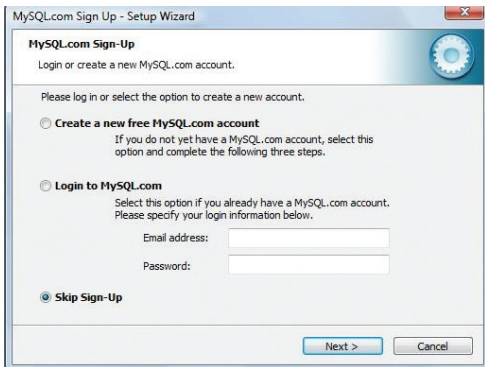 MySQL.com Sign Up - Setup Wizard
MySQL.com Sign-Up
Login or create a new MySQL.com account.
Please log in or select the option to create a new account.
Create a new free MySQL.com account
If you do not yet have a MySQL.com account, select this
option and complete the following three steps.
Login to MySQL.com
Select this option if you already have a MySQL.com account.
Please specify your login information below.
Email address:
Password:
Skip Sign-Up
Next >
Cancel